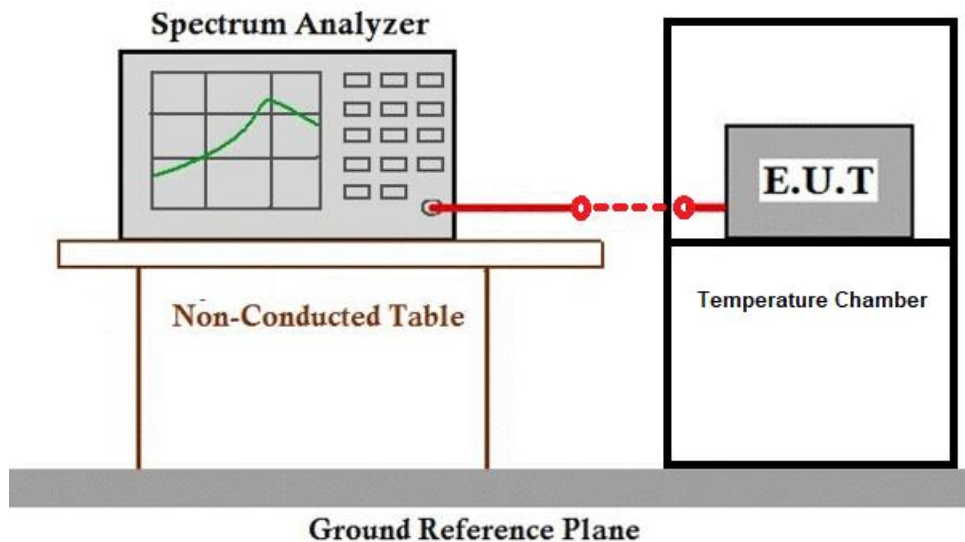 Spectrum Analyzer
E.U.T
Temperature Chamber
Non-Conducted Table
Ground Reference Plane